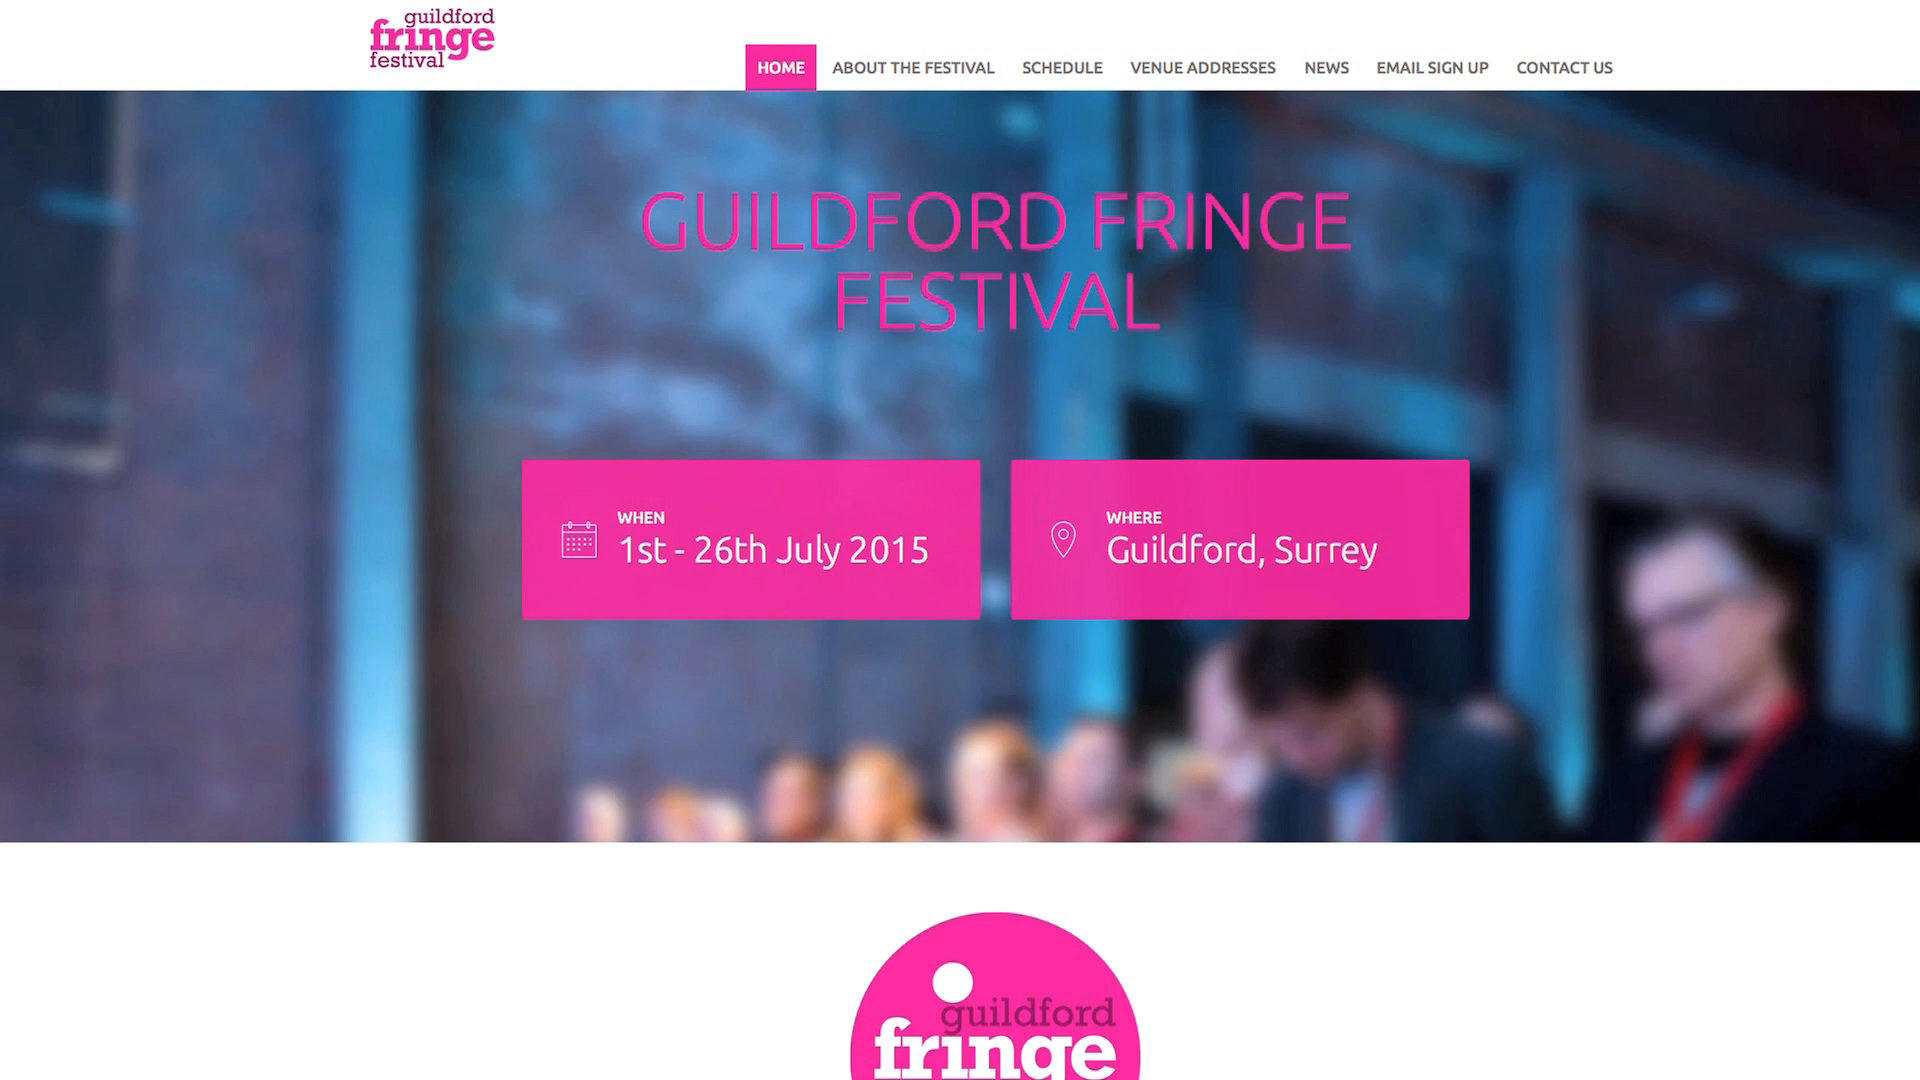 guildford
fringe
festival
HOME ABOUT THE FESTIVAL SCHEDULE VENUE ADDRESSES NEWS EMAIL SIGN UP CONTACT US
GUILDFORD FRINGE
FESTIVAL
WHEN
1st - 26th July 2015
WHERE
Guildford, Surrey
guildford
fringe